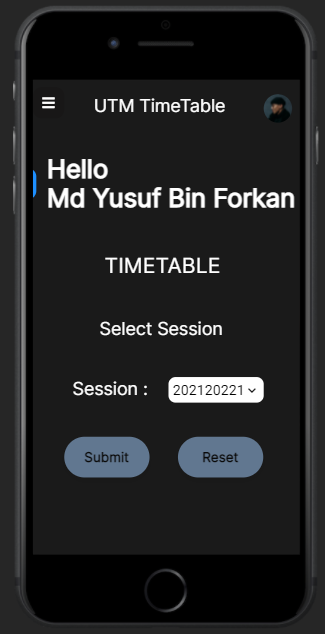 UTM TimeTable
Hello
Md Yusuf Bin Forkan
TIMETABLE
Select Session
Session : 202120221
Submit Reset